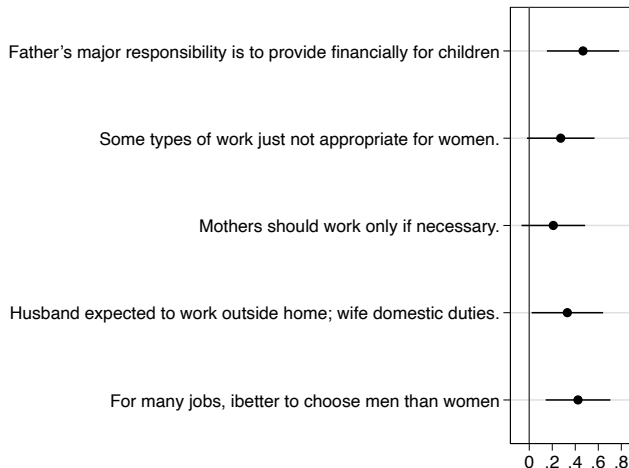 Father's major responsibility is to provide financially for children
Some types of work just not appropriate for women.
Mothers should work only if necessary.
Husband expected to work outside home; wife domestic duties.
For many jobs, ibetter to choose men than women
0 .2 .4 .6 .8